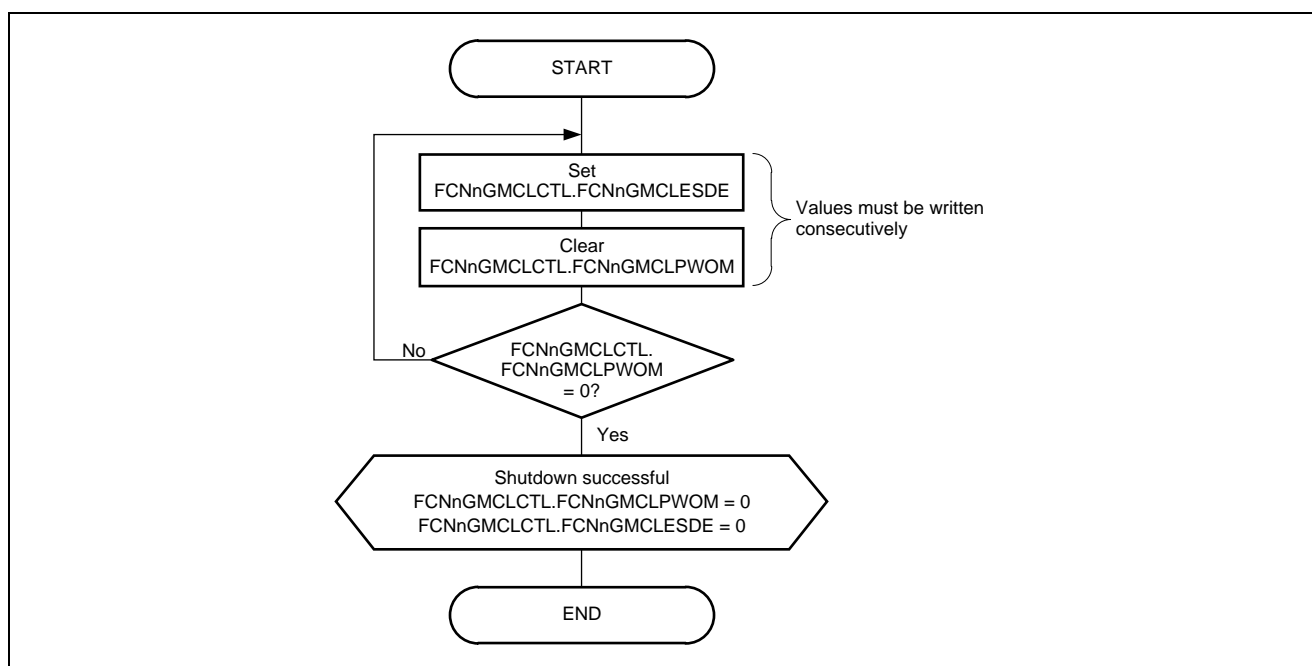 START
Set
FCNnGMCLCTL.FCNnGMCLESDE
Values must be written
consecutively
Clear
FCNnGMCLCTL.FCNnGMCLPWOM
No
FCNnGMCLCTL.
FCNnGMCLPWOM
= 0?
Yes
Shutdown successful
FCNnGMCLCTL.FCNnGMCLPWOM = 0
FCNnGMCLCTL.FCNnGMCLESDE = 0
END